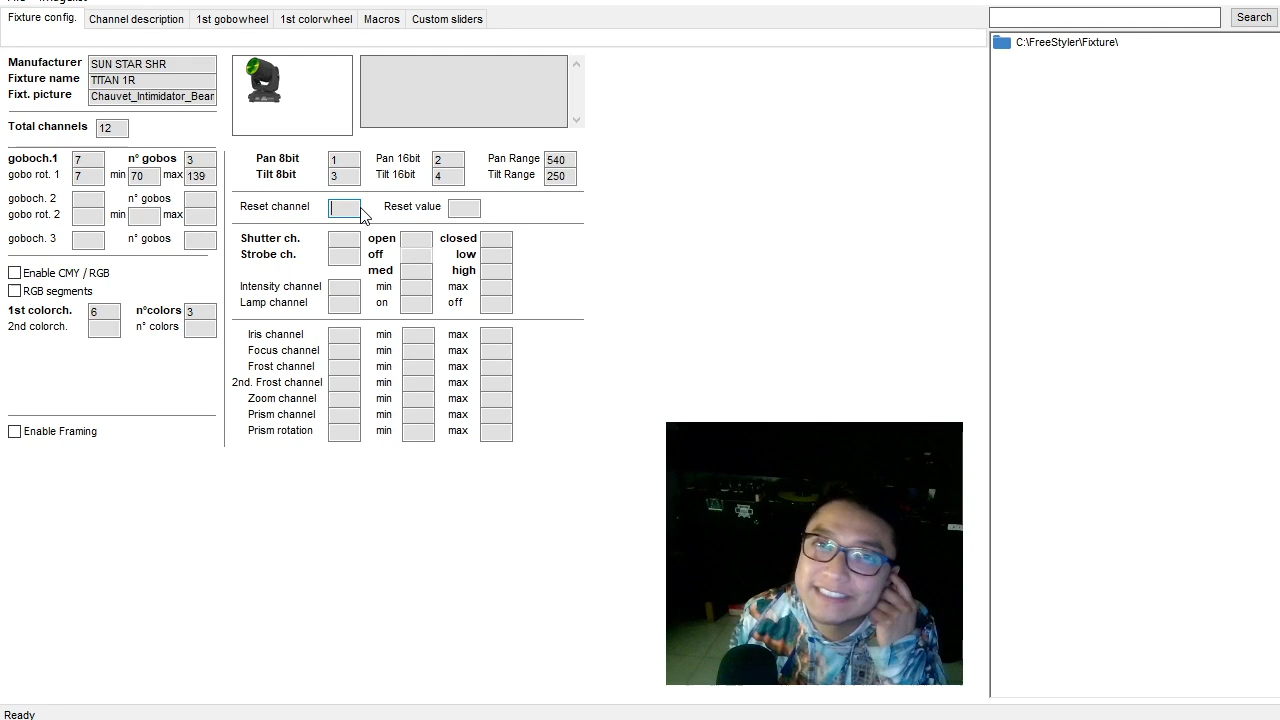 Fixture config. Channel description 1st gobowheel 1st colorwheel Macros Custom sliders
Search
C:\FreeStyler\Fixture\
Manufacturer SUN STAR SHR
Fixture name TITAN 1R
Fixt. picture Chauvet_Intimidator_Bear
Total channels 12
goboch.1 7 n° gobos 3
gobo rot. 1 7 min 70 max 139
goboch. 2 n° gobos
gobo rot. 2 min max
goboch. 3 n° gobos
Enable CMY / RGB
RGB segments
1st colorch. 6 n°colors 3
2nd colorch. n° colors
Enable Framing
Pan 8bit 1 Pan 16bit 2 Pan Range 540
Tilt 8bit 3 Tilt 16bit 4 Tilt Range 250
Reset channel Reset value
Shutter ch. open closed
Strobe ch. off low
med high
Intensity channel min max
Lamp channel on off
Iris channel min max
Focus channel min max
Frost channel min max
2nd. Frost channel min max
Zoom channel min max
Prism channel min max
Prism rotation min max
Ready